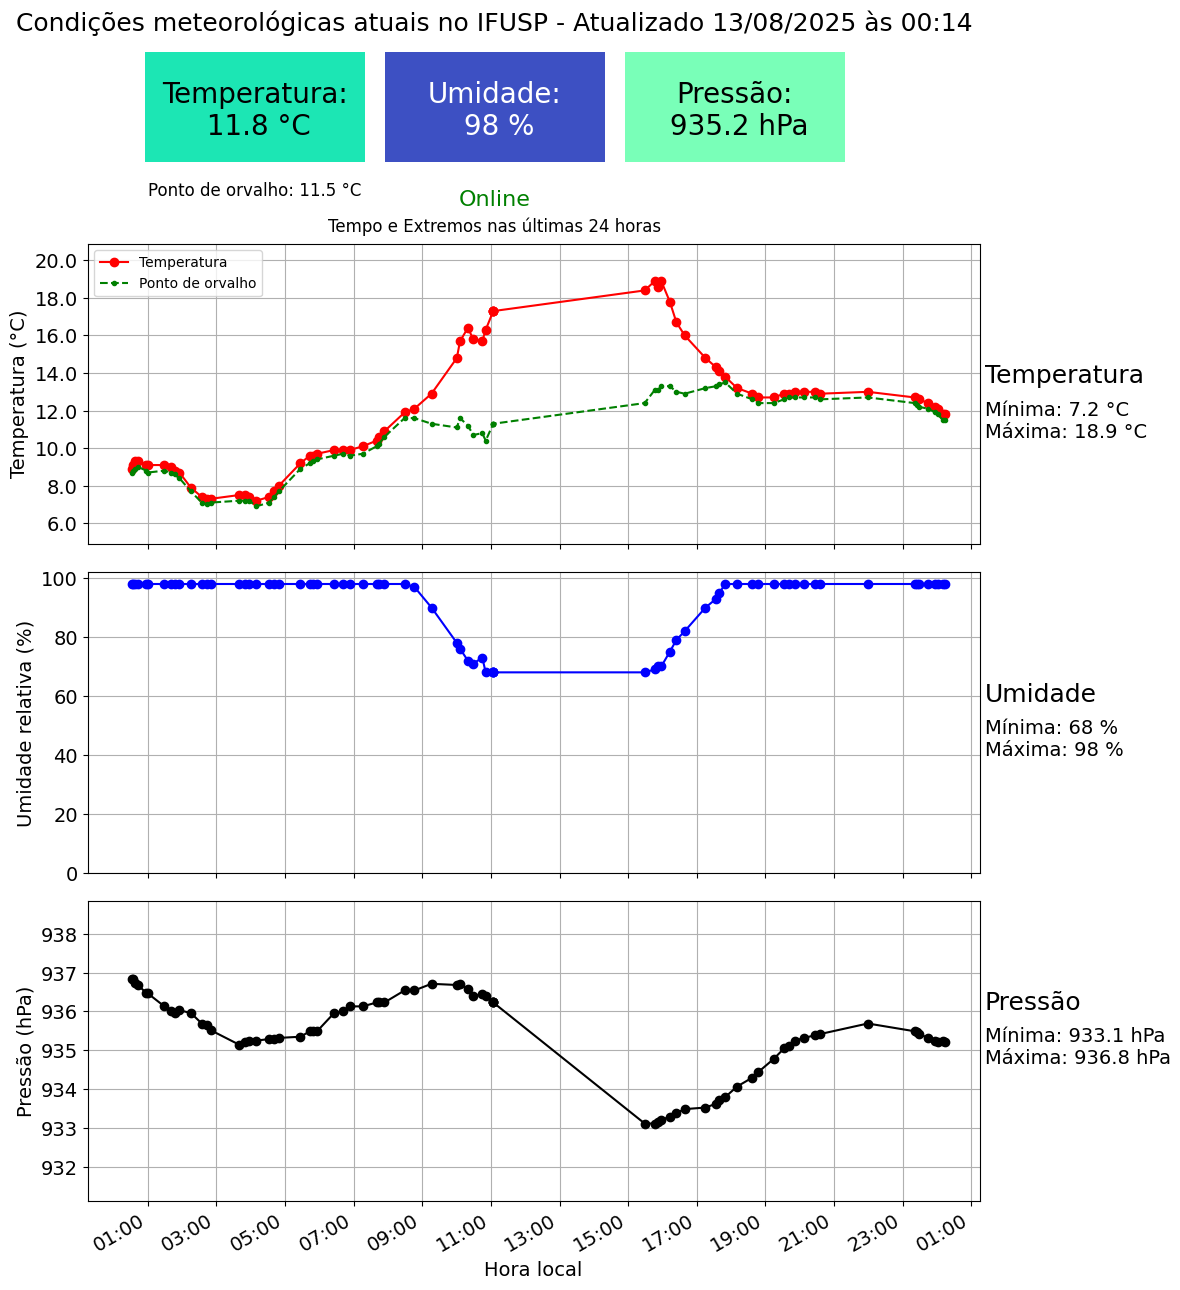 Condições meteorológicas atuais no IFUSP - Atualizado 13/08/2025 às 00:14
Temperatura:
11.8 °C
Umidade:
98 %
Pressão:
935.2 hPa
Ponto de orvalho: 11.5 °C
Online
Tempo e Extremos nas últimas 24 horas
Temperatura
Ponto de orvalho
Temperatura (°C)
20.0
18.0
16.0
14.0
12.0
10.0
8.0
6.0
Temperatura
Mínima: 7.2 °C
Máxima: 18.9 °C
Umidade relativa (%)
100
80
60
40
20
0
Umidade
Mínima: 68 %
Máxima: 98 %
Pressão (hPa)
938
937
936
935
934
933
932
Pressão
Mínima: 933.1 hPa
Máxima: 936.8 hPa
01:00 03:00 05:00 07:00 09:00 11:00 13:00 15:00 17:00 19:00 21:00 23:00 01:00
Hora local